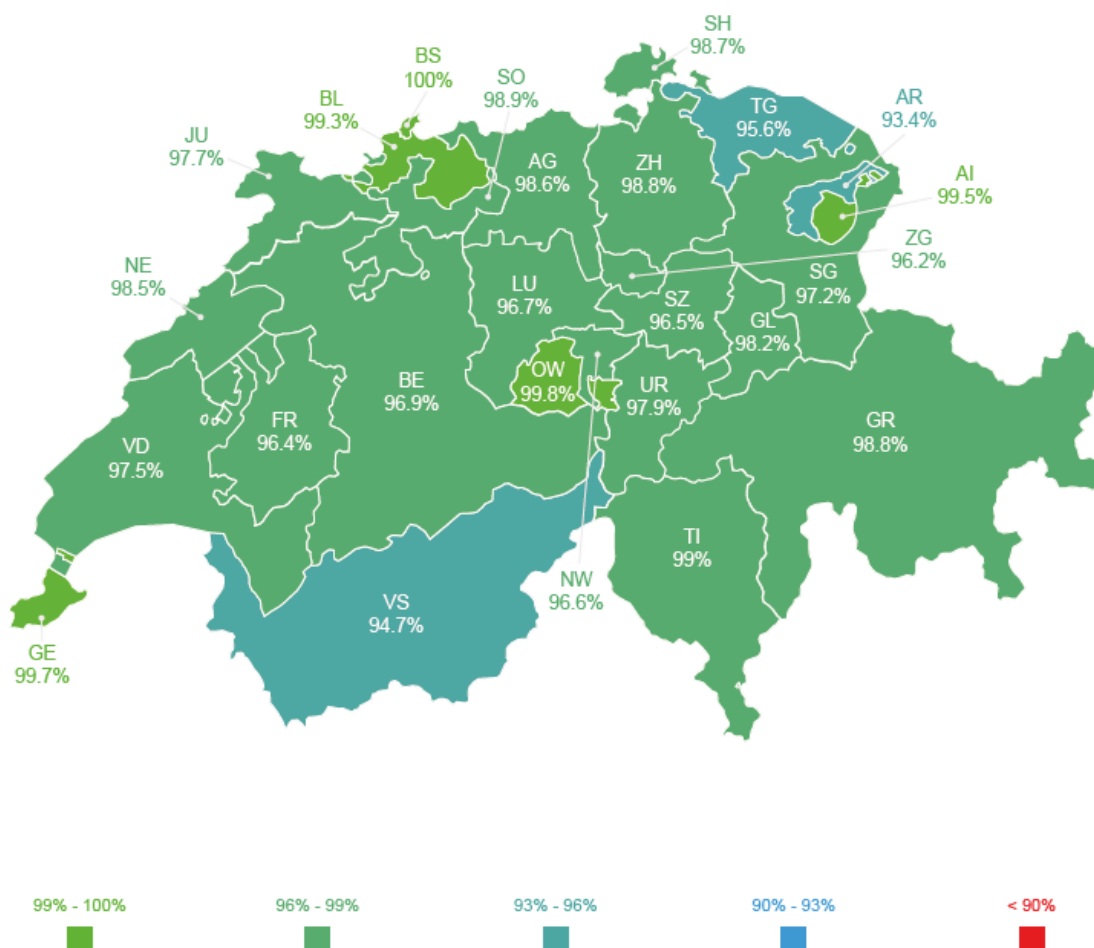 SH
98.7%
BS
100%
SO
98.9%
BL
99.3%
AR
93.4%
TG
95.6%
JU
97.7%
AG
98.6%
ZH
98.8%
AI
99.5%
ZG
96.2%
NE
98.5%
LU
96.7%
SZ
96.5%
SG
97.2%
GL
98.2%
OW
99.8%
UR
97.9%
BE
96.9%
FR
96.4%
GR
98.8%
VD
97.5%
TI
99%
NW
96.6%
VS
94.7%
GE
99.7%
99% - 100%
96% - 99%
93% - 96%
90% - 93%
< 90%